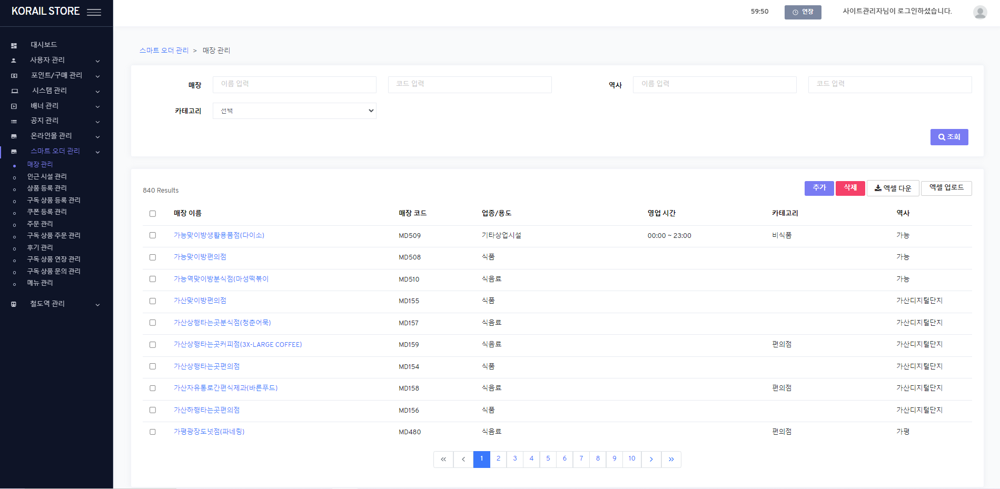 KORAIL STORE
59:50
연장
사이트관리자님이 로그인하셨습니다.
대시보드
사용자 관리
포인트/구매 관리
시스템 관리
배너 관리
공지 관리
온라인몰 관리
스마트 오더 관리
매장 관리
인근 시설 관리
상품 등록 관리
구독 상품 등록 관리
쿠폰 등록 관리
주문 관리
구독 상품 주문 관리
후기 관리
구독 상품 연장 관리
구독 상품 문의 관리
메뉴 관리
철도역 관리
스마트 오더 관리 > 매장 관리
매장 이름 입력 코드 입력 역사 이름 입력 코드 입력
카테고리 선택
조회
840 Results
추가 삭제 엑셀 다운 엑셀 업로드
매장 이름 매장 코드 업종/용도 영업 시간 카테고리 역사
가능맞이방생활용품점(다이소) MD509 기타상업시설 00:00 ~ 23:00 비식품 가능
가능맞이방편의점 MD508 식품 가능
가능역맞이방분식점(마성떡볶이 MD510 식음료 가능
가산맞이방편의점 MD155 식품 가산디지털단지
가산상행타는곳분식점(청춘어묵) MD157 식음료 가산디지털단지
가산상행타는곳커피점(3X-LARGE COFFEE) MD159 식음료 편의점 가산디지털단지
가산상행타는곳편의점 MD154 식품 가산디지털단지
가산자유통로간편식제과(바른푸드) MD158 식음료 편의점 가산디지털단지
가산하행타는곳편의점 MD156 식품 가산디지털단지
가평광장도넛점(파네링) MD480 식음료 편의점 가평
« ‹ 1 2 3 4 5 6 7 8 9 10 › »